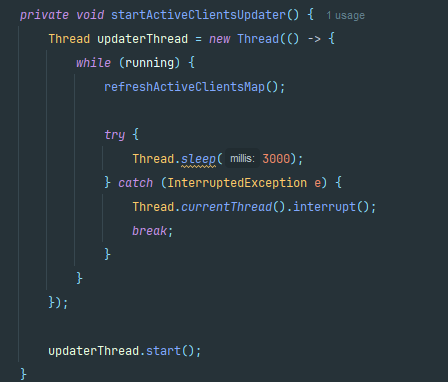 private void startActiveClientsUpdater() { 1 usage
    Thread updaterThread = new Thread(() -> {
        while (running) {
            refreshActiveClientsMap();

            try {
                Thread.sleep( millis: 3000);
            } catch (InterruptedException e) {
                Thread.currentThread().interrupt();
                break;
            }
        }
    });

    updaterThread.start();
}